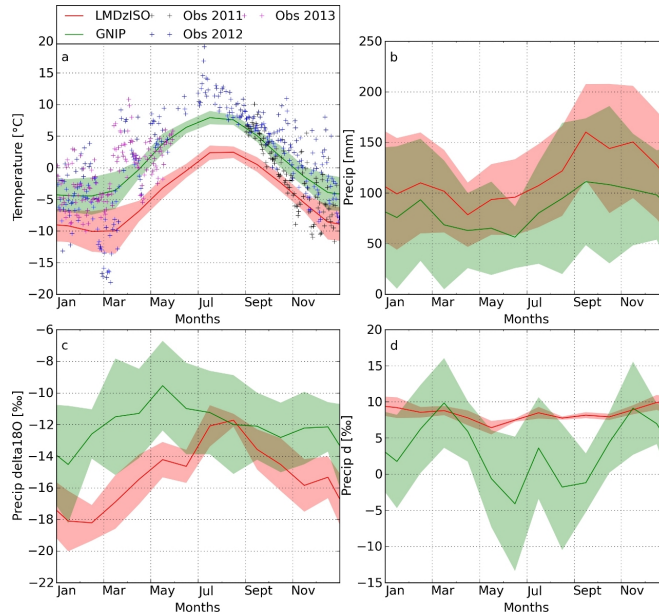 LMDzISO Obs 2011 Obs 2013
GNIP Obs 2012
a
20
15
10
5
0
−5
−10
−15
−20
Temperature [°C]
Jan Mar May Jul Sept Nov
Months
b
250
200
150
100
50
0
Precip [mm]
Jan Mar May Jul Sept Nov
Months
c
−6
−8
−10
−12
−14
−16
−18
−20
−22
Precip delta18O [‰]
Jan Mar May Jul Sept Nov
Months
d
20
15
10
5
0
−5
−10
−15
Precip d [‰]
Jan Mar May Jul Sept Nov
Months